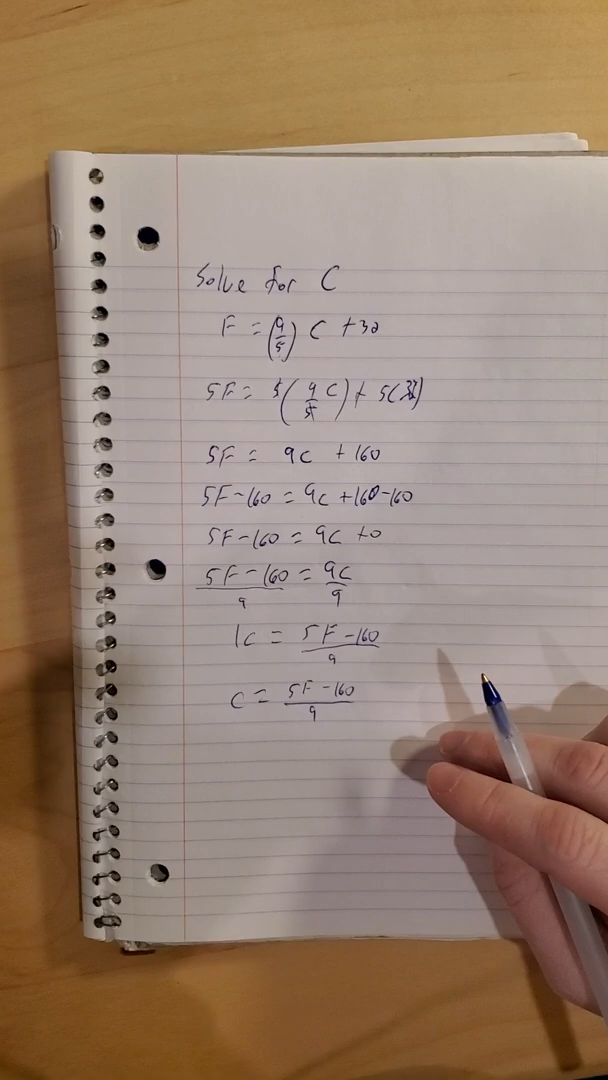 Solve for C
F = (9/5) C + 32
5F = 5(9/5 C) + 5(32)
5F = 9C + 160
5F - 160 = 9C + 160 - 160
5F - 160 = 9C + 0
5F - 160/9 = 9C/9
1C = 5F - 160/9
C = 5F - 160/9